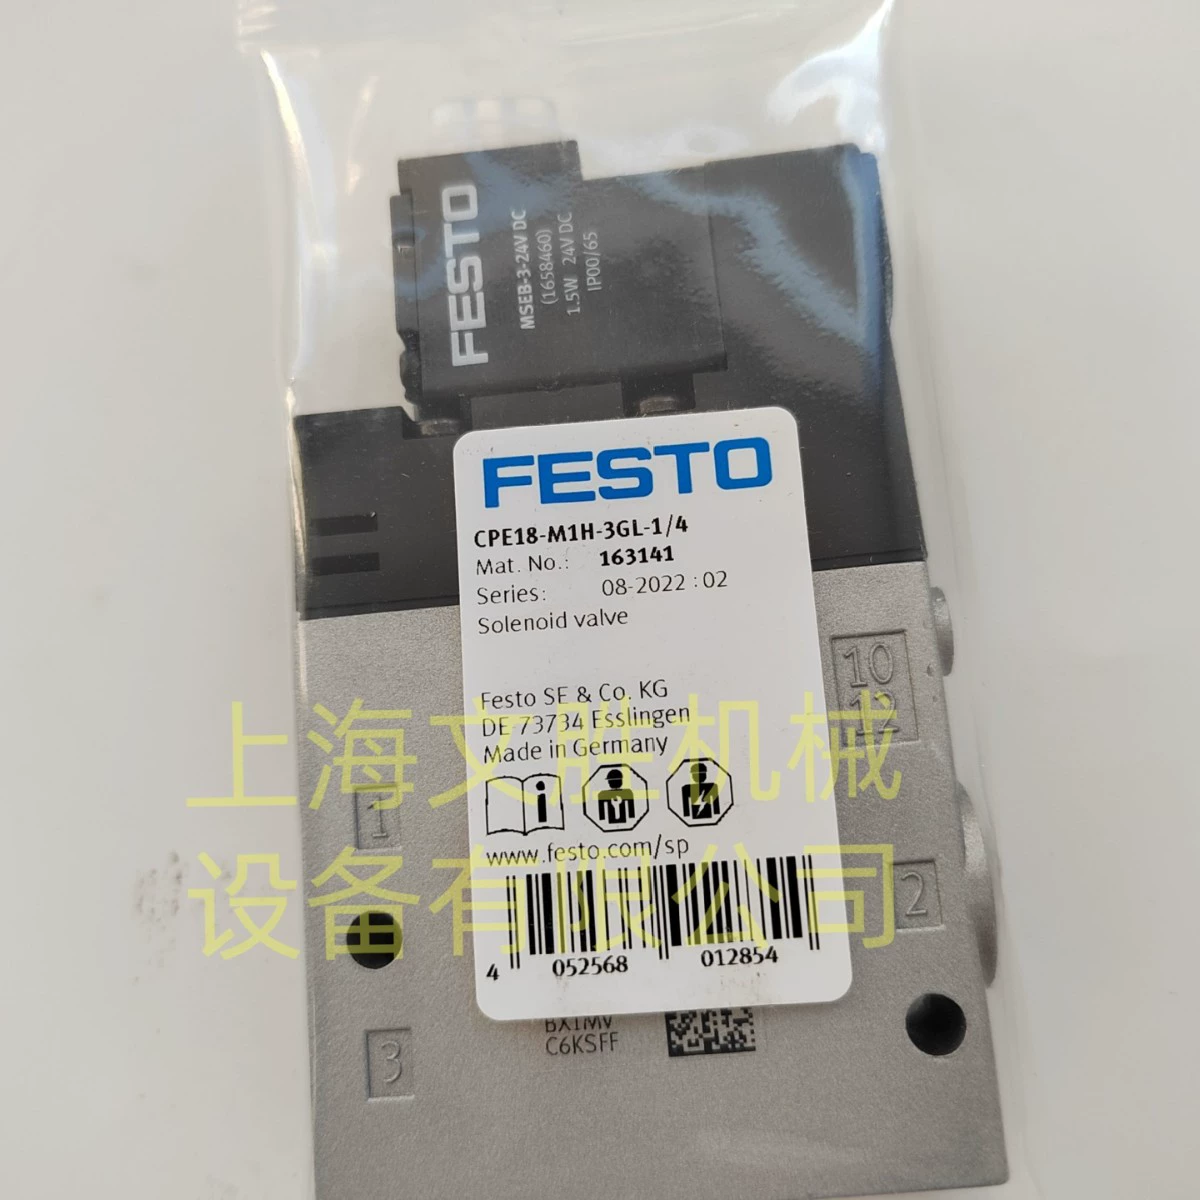 FESTO
MSEB-3-24V DC
(1658460)
1.5W 24V DC
IP00/65
FESTO
CPE18-M1H-3GL-1/4
Mat. No.: 163141
Series: 08-2022 : 02
Solenoid valve
10
12
Festo SE & Co. KG
DE-73734 Esslingen
Made in Germany
上海文胜机械
设备有限公司
1
www.festo.com/sp
2
4 052568 012854
BX1MV
C6KSFF
3